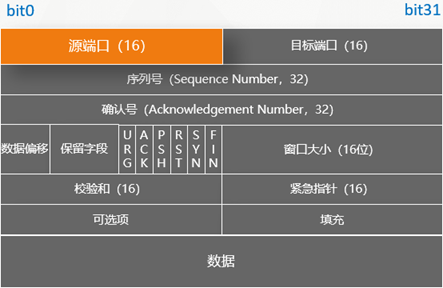 bit0 bit31
源端口（16） 目标端口（16）
序列号（Sequence Number，32）
确认号（Acknowledgement Number，32）
数据偏移 保留字段 URG ACK PSH RST SYN FIN 窗口大小（16位）
校验和（16） 紧急指针（16）
可选项 填充
数据